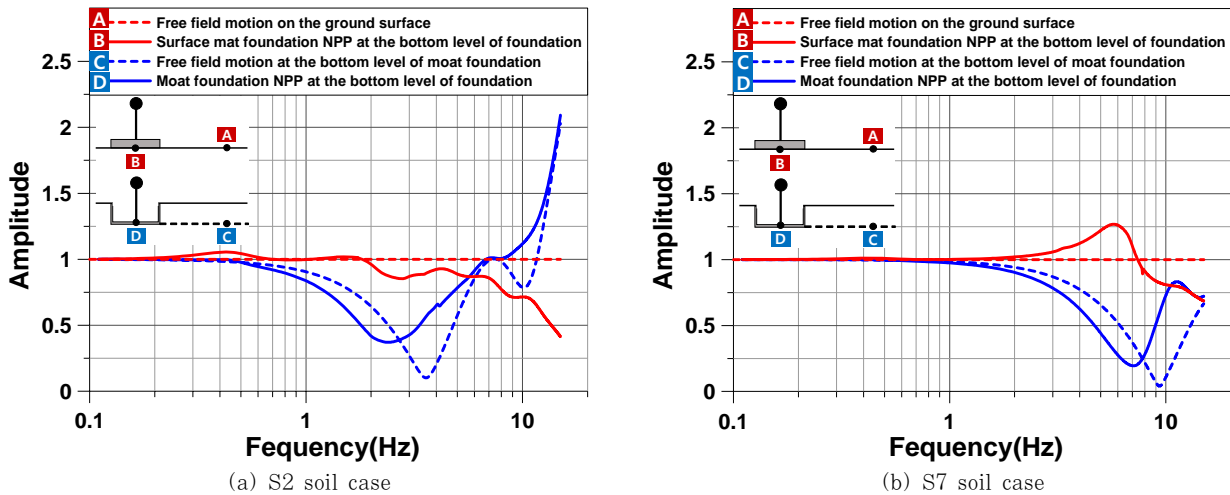 A Free field motion on the ground surface
B Surface mat foundation NPP at the bottom level of foundation
C Free field motion at the bottom level of moat foundation
D Moat foundation NPP at the bottom level of foundation
2.5
2
1.5
1
0.5
0
Amplitude
A
B
D
C
0.1
1
10
Fequency(Hz)
(a) S2 soil case
A Free field motion on the ground surface
B Surface mat foundation NPP at the bottom level of foundation
C Free field motion at the bottom level of moat foundation
D Moat foundation NPP at the bottom level of foundation
2.5
2
1.5
1
0.5
0
Amplitude
A
B
D
C
0.1
1
10
Fequency(Hz)
(b) S7 soil case